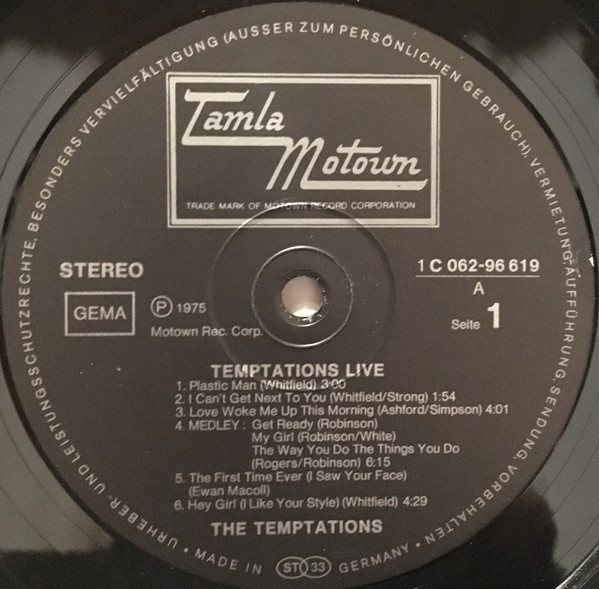 URHEBER- UND LEISTUNGSSCHUTZRECHTE, BESONDERS VERVIELFÄLTIGUNG (AUSSER ZUM PERSÖNLICHEN GEBRAUCH), VERMIETUNG, AUFFÜHRUNG, SENDUNG, VORBEHALTEN •
Tamla
Motown
TRADE MARK OF MOTOWN RECORD CORPORATION
STEREO
1 C 062-96 619
A
GEMA
Ⓟ 1975
Seite 1
Motown Rec. Corp.
TEMPTATIONS LIVE
1. Plastic Man (Whitfield) 3:00
2. I Can't Get Next To You (Whitfield/Strong) 1:54
3. Love Woke Me Up This Morning (Ashford/Simpson) 4:01
4. MEDLEY : Get Ready (Robinson)
My Girl (Robinson/White)
The Way You Do The Things You Do
(Rogers/Robinson) 6:15
5. The First Time Ever (I Saw Your Face)
(Ewan Macoll)
6. Hey Girl (I Like Your Style) (Whitfield) 4:29
THE TEMPTATIONS
• MADE IN ST 33 GERMANY •